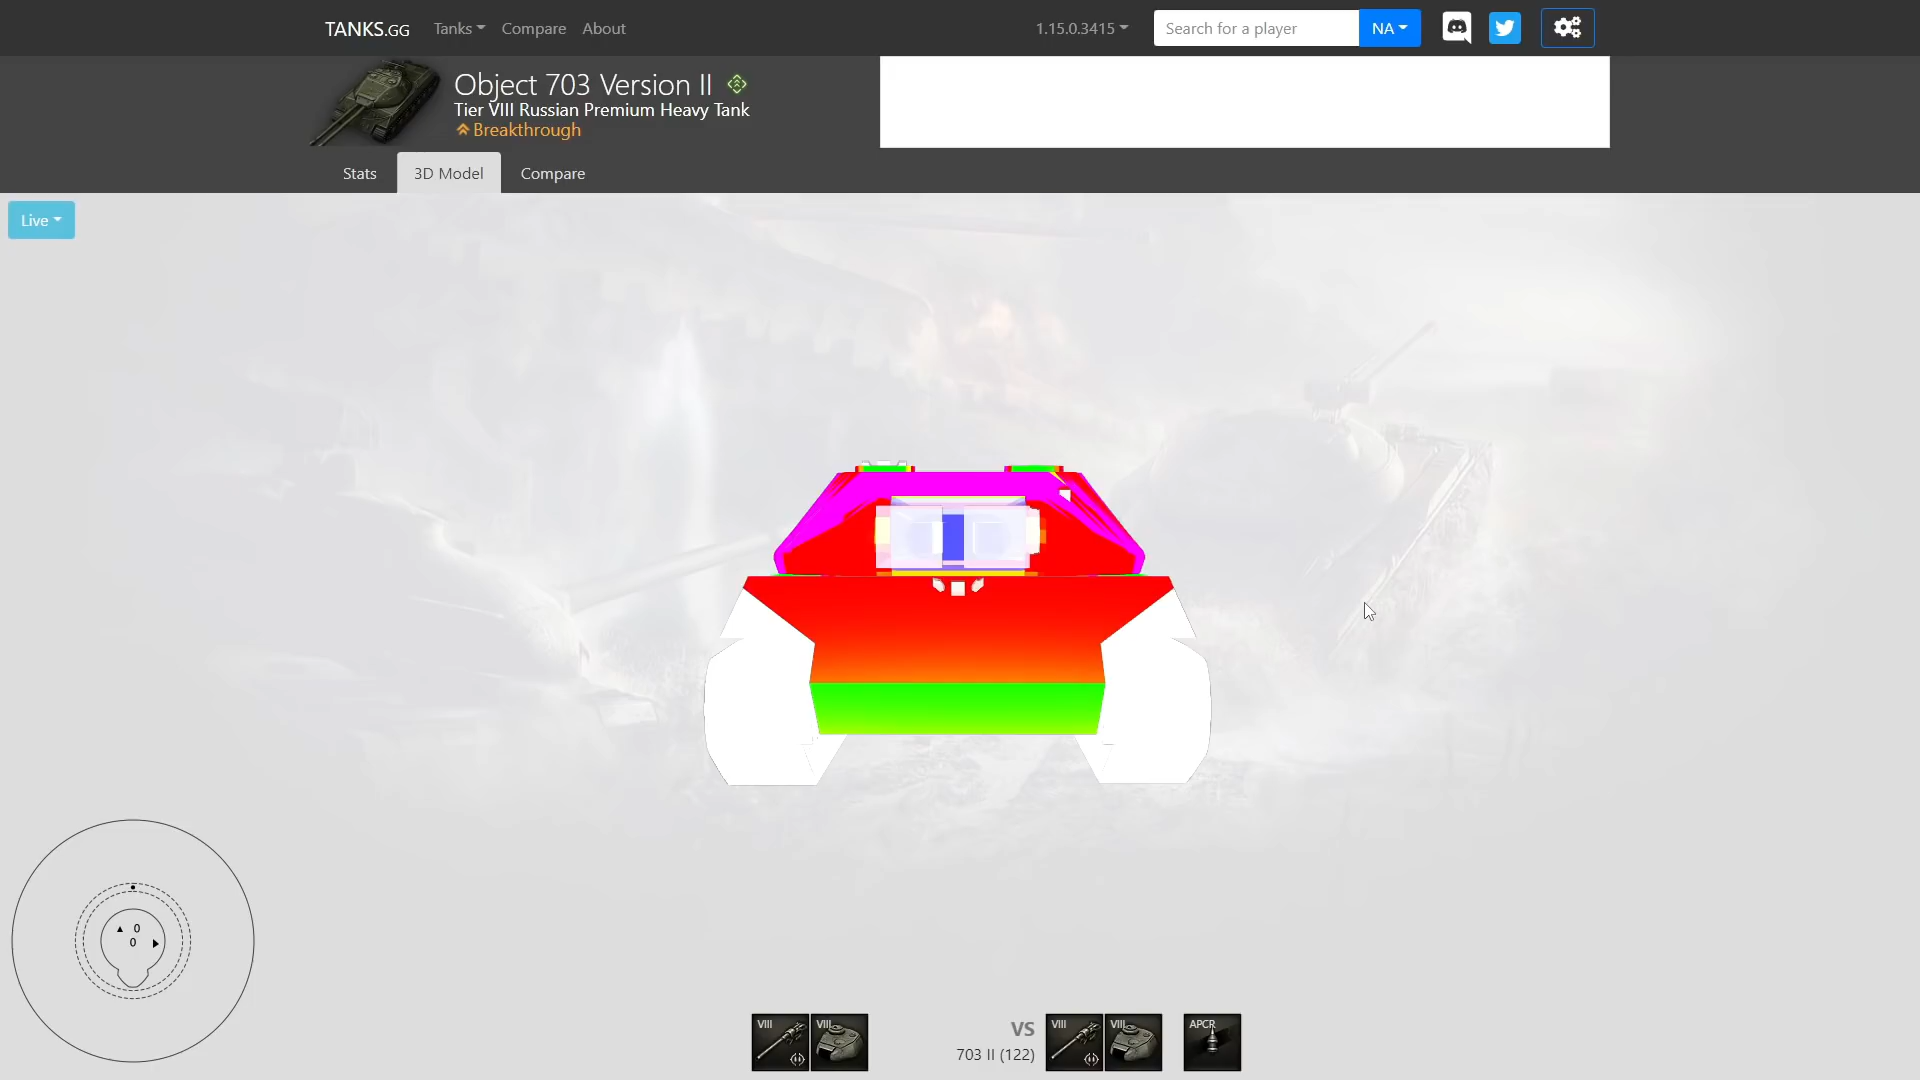 TANKS.GG
Tanks
Compare
About
1.15.0.3415
Search for a player
NA
Object 703 Version II
Tier VIII Russian Premium Heavy Tank
Breakthrough
Stats
3D Model
Compare
Live
0
0
VIII
VIII
VS
703 II (122)
VIII
VIII
APCR